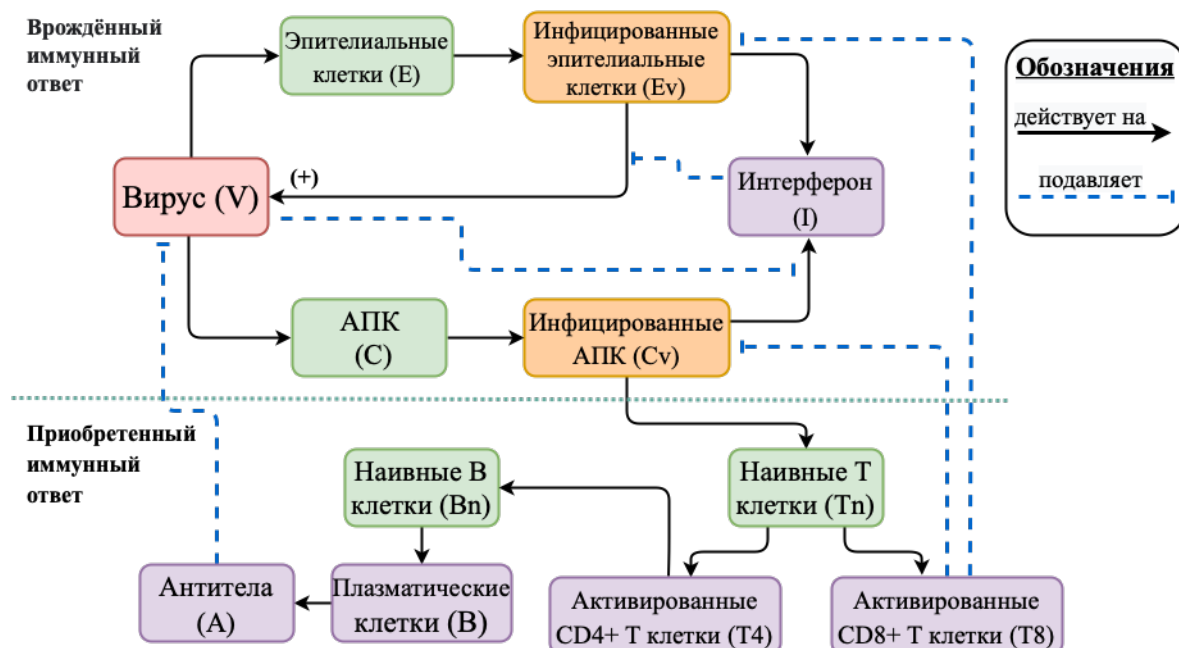 Врождённый
иммунный
ответ
Эпителиальные
клетки (E)
Инфицированные
эпителиальные
клетки (Ev)
Обозначения
действует на
подавляет
Вирус (V)
(+)
Интерферон
(I)
АПК
(C)
Инфицированные
АПК (Cv)
Приобретенный
иммунный
ответ
Наивные В
клетки (Bn)
Наивные Т
клетки (Tn)
Антитела
(A)
Плазматические
клетки (B)
Активированные
CD4+ Т клетки (T4)
Активированные
CD8+ Т клетки (T8)